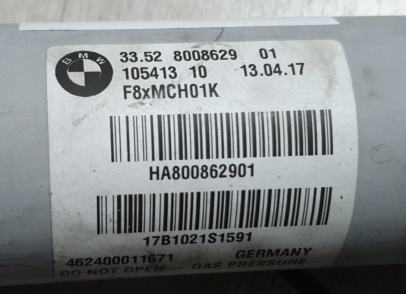 BMW
33.52 8008629 01
105413 10 13.04.17
F8xMCH01K
HA800862901
17B1021S1591
462400011671 GERMANY
DO NOT OPEN - GAS PRESSURE